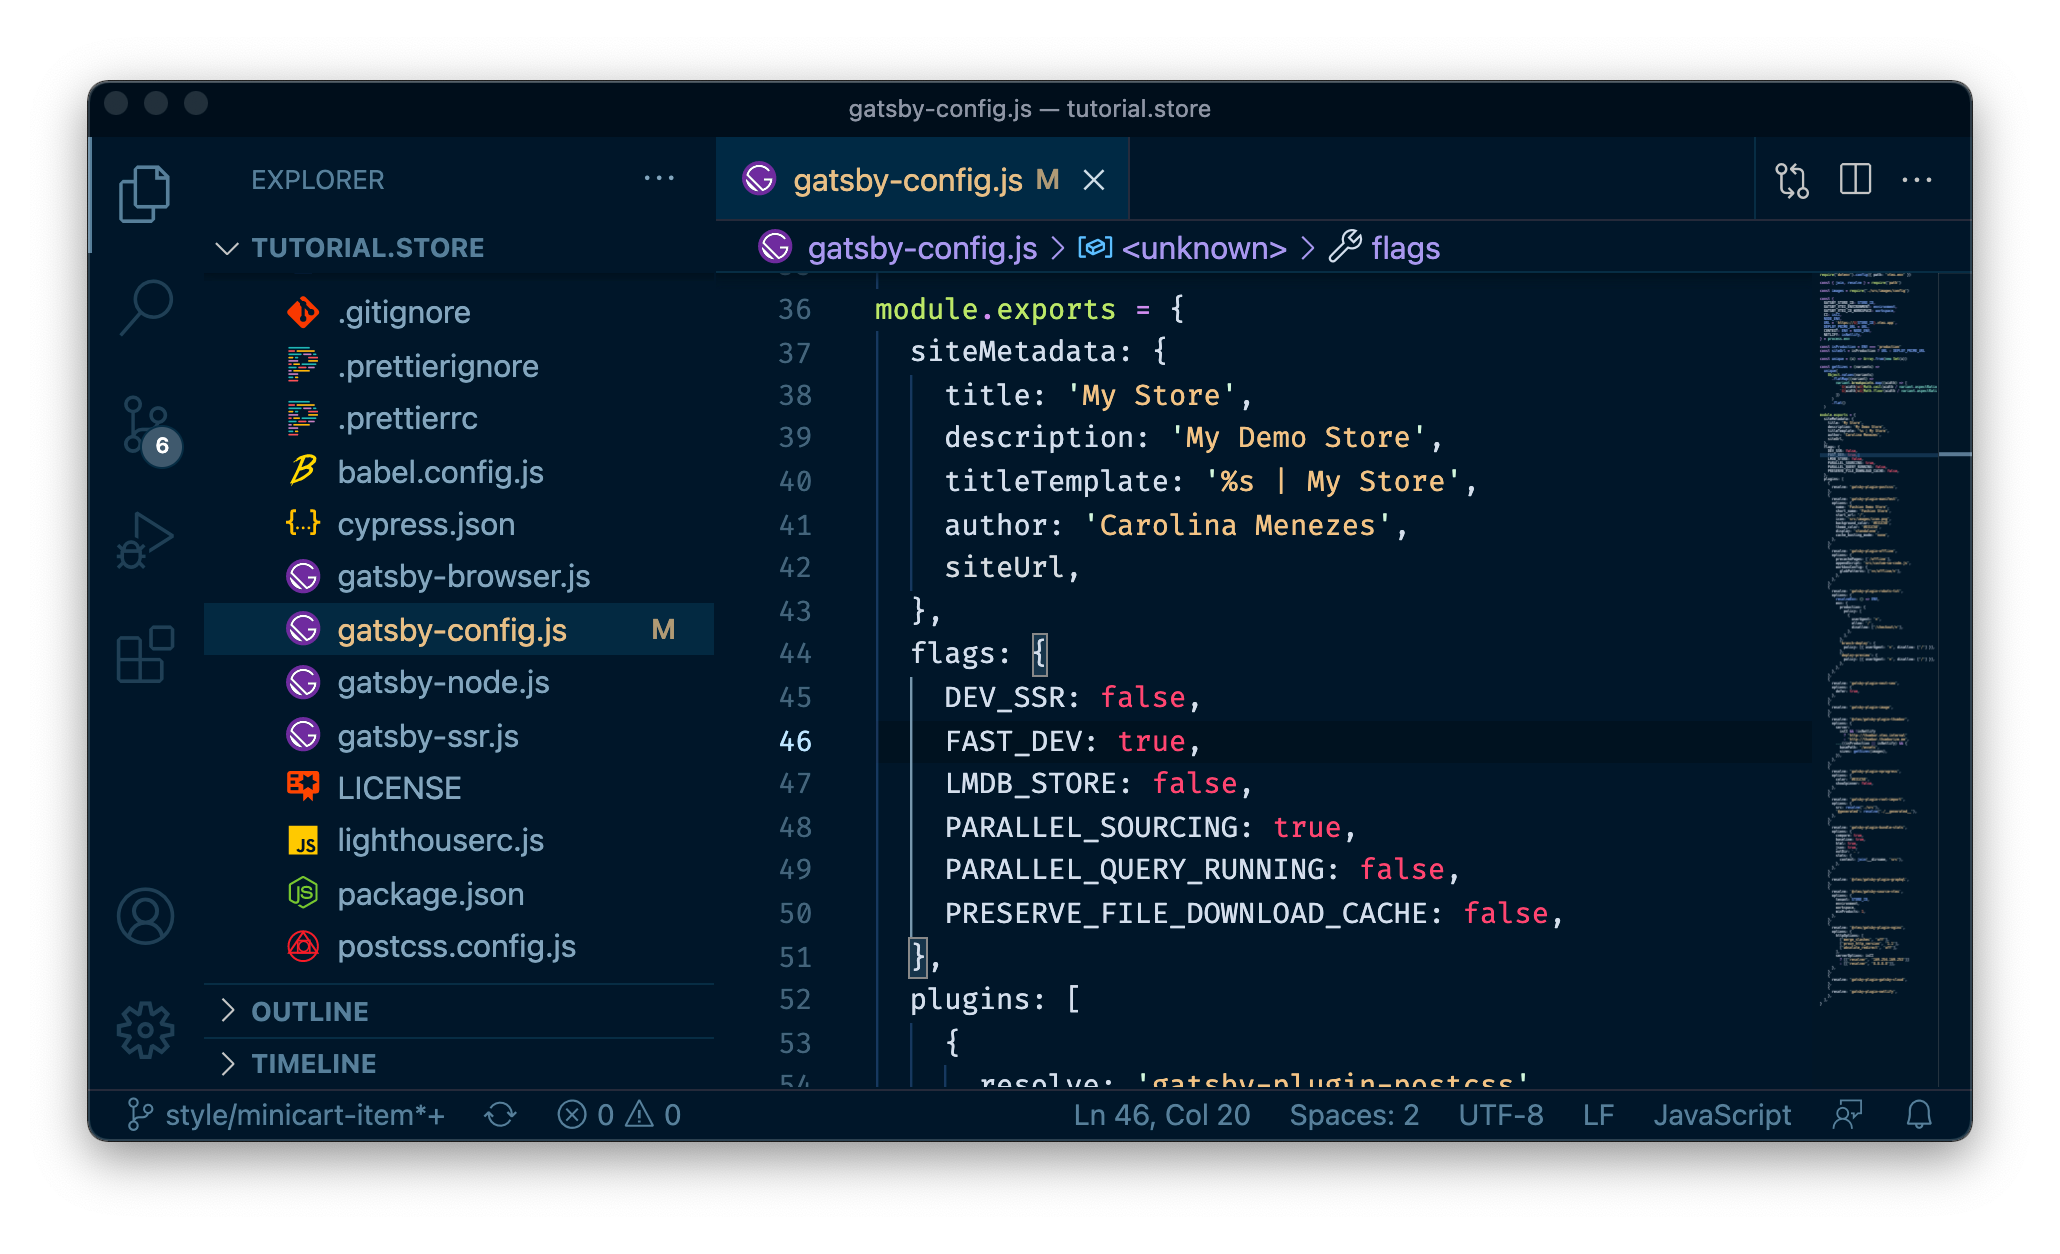 gatsby-config.js — tutorial.store
EXPLORER
TUTORIAL.STORE
.gitignore
.prettierignore
.prettierrc
babel.config.js
cypress.json
gatsby-browser.js
gatsby-config.js M
gatsby-node.js
gatsby-ssr.js
LICENSE
lighthouserc.js
package.json
postcss.config.js
OUTLINE
TIMELINE
6
gatsby-config.js M
gatsby-config.js > <unknown> > flags
36 module.exports = {
37 siteMetadata: {
38 title: 'My Store',
39 description: 'My Demo Store',
40 titleTemplate: '%s | My Store',
41 author: 'Carolina Menezes',
42 siteUrl,
43 },
44 flags: {
45 DEV_SSR: false,
46 FAST_DEV: true,
47 LMDB_STORE: false,
48 PARALLEL_SOURCING: true,
49 PARALLEL_QUERY_RUNNING: false,
50 PRESERVE_FILE_DOWNLOAD_CACHE: false,
51 },
52 plugins: [
53 {
54 resolve: 'gatsby-plugin-postcss'
style/minicart-item*+ 0 0 Ln 46, Col 20 Spaces: 2 UTF-8 LF JavaScript